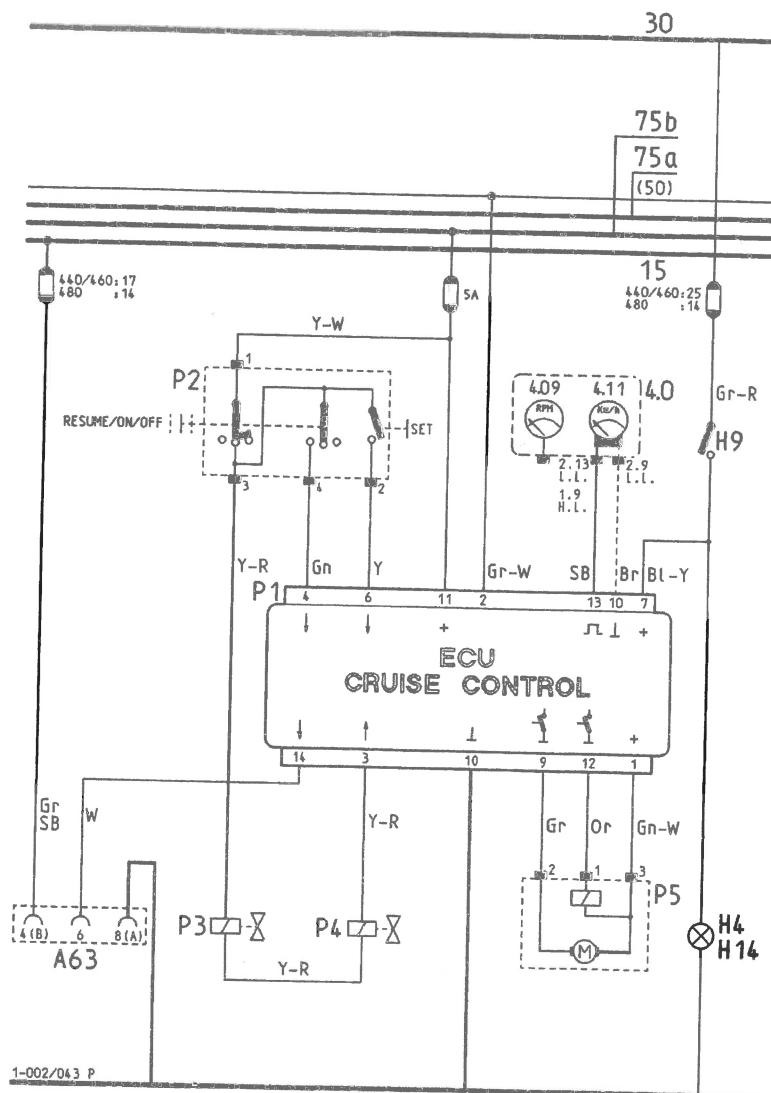 30
75b
75a
(50)
15
440/460:17
480 :14
5A
440/460:25
480 :14
Y-W
1
P2
4.09
4.11
4.0
RPM
Km/h
Gr-R
RESUME/ON/OFF
SET
H9
2.13
L.L.
1.9
H.L.
2.9
L.L.
3
4
2
Y-R
Gn
Y
Gr-W
SB
Br
Bl-Y
P1
4
6
11
2
13
10
7
+
+
ECU
CRUISE CONTROL
+
14
3
10
9
12
1
Gr
SB
W
Y-R
Gr
Or
Gn-W
2
1
3
P5
M
4(B)
6
8(A)
A63
P3
P4
Y-R
H4
H14
1-002/043 P